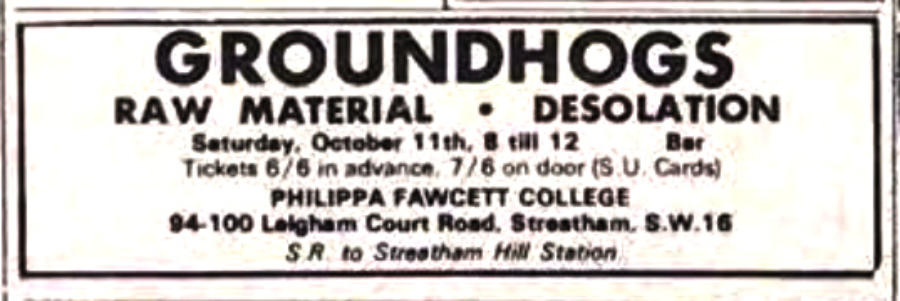 GROUNDHOGS
RAW MATERIAL • DESOLATION
Saturday, October 11th, 8 till 12 Bar
Tickets 6/6 in advance, 7/6 on door (S.U. Cards)
PHILIPPA FAWCETT COLLEGE
94-100 Leigham Court Road, Streatham, S.W.16
S.R. to Streatham Hill Station